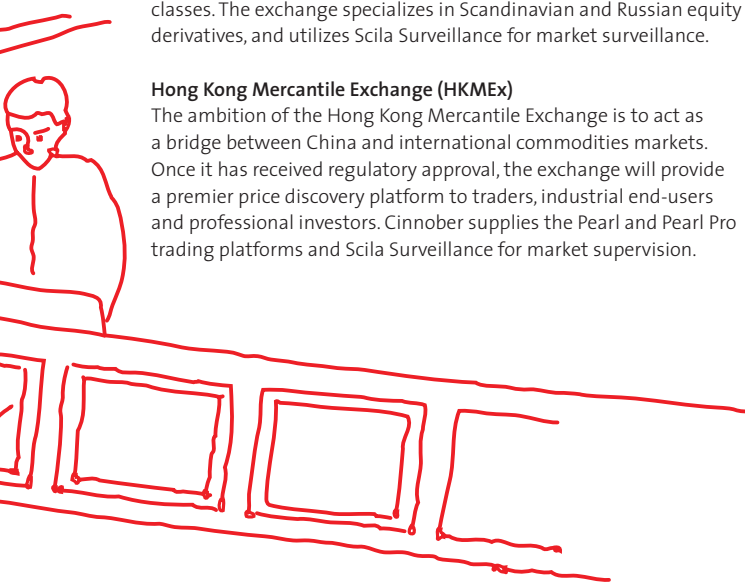 classes. The exchange specializes in Scandinavian and Russian equity
derivatives, and utilizes Scila Surveillance for market surveillance.
Hong Kong Mercantile Exchange (HKMEx)
The ambition of the Hong Kong Mercantile Exchange is to act as
a bridge between China and international commodities markets.
Once it has received regulatory approval, the exchange will provide
a premier price discovery platform to traders, industrial end-users
and professional investors. Cinnober supplies the Pearl and Pearl Pro
trading platforms and Scila Surveillance for market supervision.